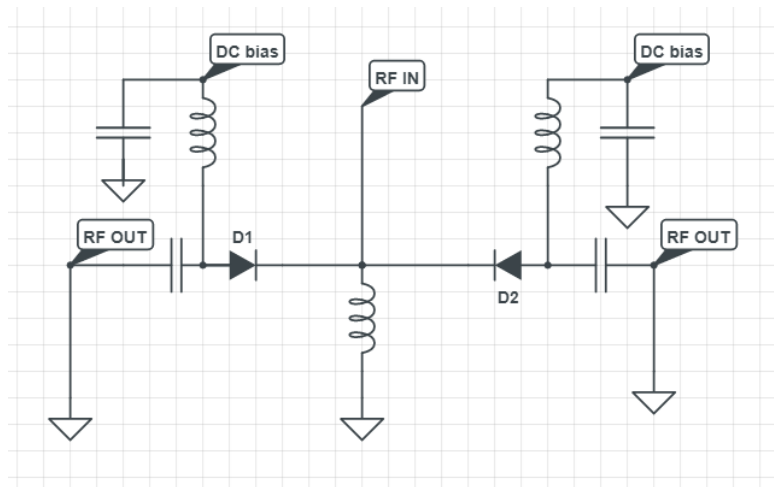 DC bias
DC bias
RF IN
RF OUT
D1
RF OUT
D2